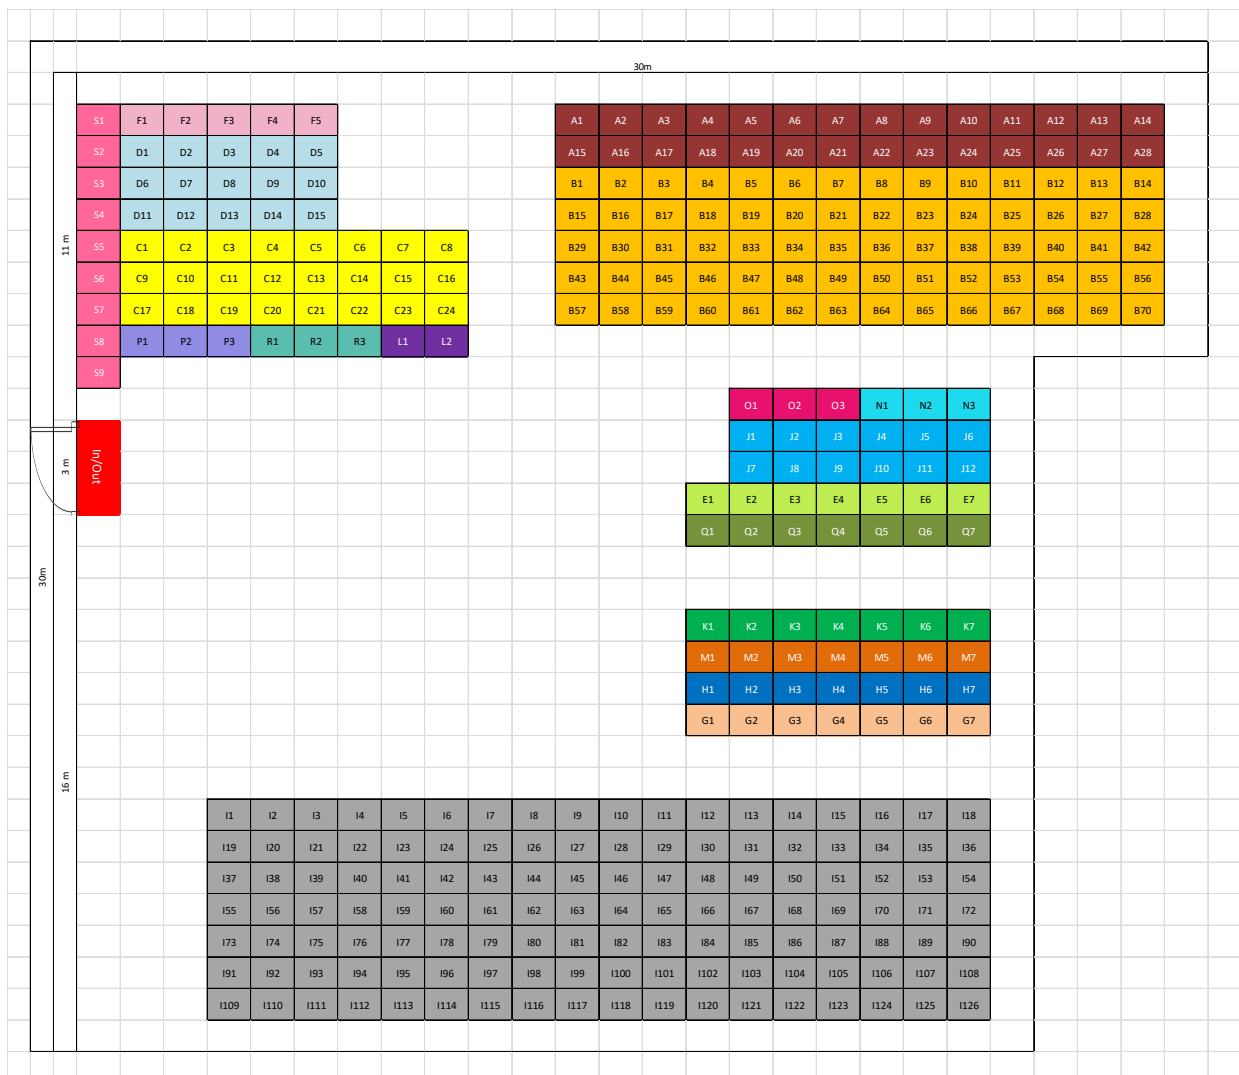 30m
S1 F1 F2 F3 F4 F5 A1 A2 A3 A4 A5 A6 A7 A8 A9 A10 A11 A12 A13 A14
S2 D1 D2 D3 D4 D5 A15 A16 A17 A18 A19 A20 A21 A22 A23 A24 A25 A26 A27 A28
S3 D6 D7 D8 D9 D10 B1 B2 B3 B4 B5 B6 B7 B8 B9 B10 B11 B12 B13 B14
S4 D11 D12 D13 D14 D15 B15 B16 B17 B18 B19 B20 B21 B22 B23 B24 B25 B26 B27 B28
11 m
S5 C1 C2 C3 C4 C5 C6 C7 C8 B29 B30 B31 B32 B33 B34 B35 B36 B37 B38 B39 B40 B41 B42
S6 C9 C10 C11 C12 C13 C14 C15 C16 B43 B44 B45 B46 B47 B48 B49 B50 B51 B52 B53 B54 B55 B56
S7 C17 C18 C19 C20 C21 C22 C23 C24 B57 B58 B59 B60 B61 B62 B63 B64 B65 B66 B67 B68 B69 B70
S8 P1 P2 P3 R1 R2 R3 L1 L2
S9
O1 O2 O3 N1 N2 N3
J1 J2 J3 J4 J5 J6
3 m
In/Out
J7 J8 J9 J10 J11 J12
E1 E2 E3 E4 E5 E6 E7
Q1 Q2 Q3 Q4 Q5 Q6 Q7
30m
K1 K2 K3 K4 K5 K6 K7
M1 M2 M3 M4 M5 M6 M7
H1 H2 H3 H4 H5 H6 H7
G1 G2 G3 G4 G5 G6 G7
16 m
I1 I2 I3 I4 I5 I6 I7 I8 I9 I10 I11 I12 I13 I14 I15 I16 I17 I18
I19 I20 I21 I22 I23 I24 I25 I26 I27 I28 I29 I30 I31 I32 I33 I34 I35 I36
I37 I38 I39 I40 I41 I42 I43 I44 I45 I46 I47 I48 I49 I50 I51 I52 I53 I54
I55 I56 I57 I58 I59 I60 I61 I62 I63 I64 I65 I66 I67 I68 I69 I70 I71 I72
I73 I74 I75 I76 I77 I78 I79 I80 I81 I82 I83 I84 I85 I86 I87 I88 I89 I90
I91 I92 I93 I94 I95 I96 I97 I98 I99 I100 I101 I102 I103 I104 I105 I106 I107 I108
I109 I110 I111 I112 I113 I114 I115 I116 I117 I118 I119 I120 I121 I122 I123 I124 I125 I126